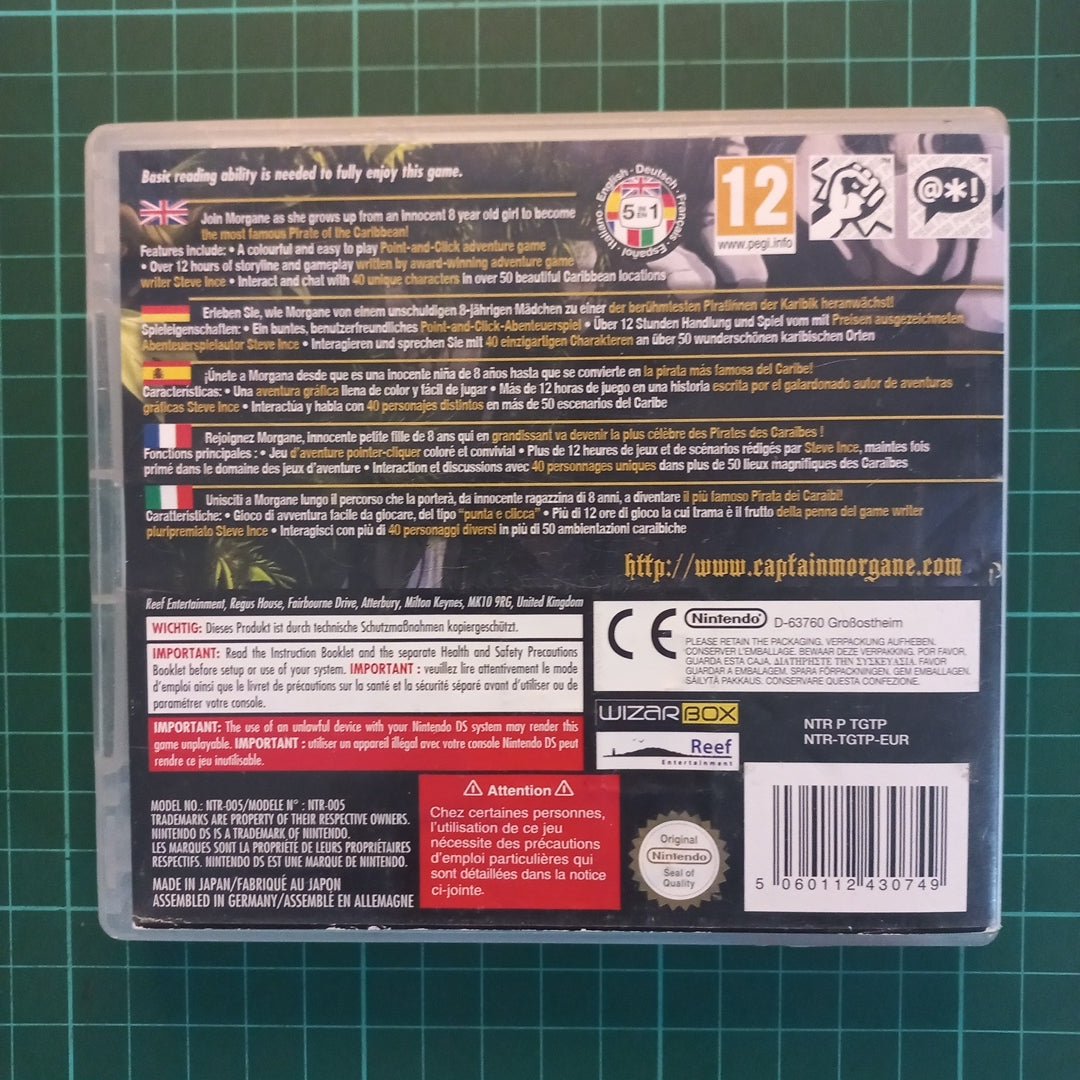 Basic reading ability is needed to fully enjoy this game.
English · Deutsch · Français · Español · Italiano
5 IN EN 1
12
www.pegi.info
@*!
Join Morgane as she grows up from an innocent 8 year old girl to become
the most famous Pirate of the Caribbean!
Features include: • A colourful and easy to play Point-and-Click adventure game
• Over 12 hours of storyline and gameplay written by award-winning adventure game
writer Steve Ince • Interact and chat with 40 unique characters in over 50 beautiful Caribbean locations
Erleben Sie, wie Morgane von einem unschuldigen 8-jährigen Mädchen zu einer der berühmtesten Piratinnen der Karibik heranwächst!
Spieleigenschaften: • Ein buntes, benutzerfreundliches Point-and-Click-Abenteuerspiel • Über 12 Stunden Handlung und Spiel vom mit Preisen ausgezeichneten
Abenteuerspielautor Steve Ince • Interagieren und sprechen Sie mit 40 einzigartigen Charakteren an über 50 wunderschönen karibischen Orten
¡Únete a Morgana desde que es una inocente niña de 8 años hasta que se convierte en la pirata más famosa del Caribe!
Características: • Una aventura gráfica llena de color y fácil de jugar • Más de 12 horas de juego en una historia escrita por el galardonado autor de aventuras
gráficas Steve Ince • Interactúa y habla con 40 personajes distintos en más de 50 escenarios del Caribe
Rejoignez Morgane, innocente petite fille de 8 ans qui en grandissant va devenir la plus célèbre des Pirates des Caraïbes !
Fonctions principales : • Jeu d'aventure pointer-cliquer coloré et convivial • Plus de 12 heures de jeux et de scénarios rédigés par Steve Ince, maintes fois
primé dans le domaine des jeux d'aventure • Interaction et discussions avec 40 personnages uniques dans plus de 50 lieux magnifiques des Caraïbes
Unisciti a Morgane lungo il percorso che la porterà, da innocente ragazzina di 8 anni, a diventare il più famoso Pirata dei Caraibi!
Caratteristiche: • Gioco di avventura facile da giocare, del tipo "punta e clicca" • Più di 12 ore di gioco la cui trama è il frutto della penna del game writer
pluripremiato Steve Ince • Interagisci con più di 40 personaggi diversi in più di 50 ambientazioni caraibiche
http://www.captainmorgane.com
Reef Entertainment, Regus House, Fairbourne Drive, Atterbury, Milton Keynes, MK10 9RG, United Kingdom
WICHTIG: Dieses Produkt ist durch technische Schutzmaßnahmen kopiergeschützt.
IMPORTANT: Read the Instruction Booklet and the separate Health and Safety Precautions
Booklet before setup or use of your system. IMPORTANT : veuillez lire attentivement le mode
d'emploi ainsi que le livret de précautions sur la santé et la sécurité séparé avant d'utiliser ou de
paramétrer votre console.
IMPORTANT: The use of an unlawful device with your Nintendo DS system may render this
game unplayable. IMPORTANT : utiliser un appareil illégal avec votre console Nintendo DS peut
rendre ce jeu inutilisable.
CE Nintendo D-63760 Großostheim
PLEASE RETAIN THE PACKAGING. VERPACKUNG AUFHEBEN.
CONSERVER L'EMBALLAGE. BEWAAR DEZE VERPAKKING. POR FAVOR,
GUARDA ESTA CAJA. ΔΙΑΤΗΡΗΣΤΕ ΤΗΝ ΣΥΣΚΕΥΑΣΙΑ. FAVOR
GUARDAR A EMBALAGEM. SPARA FÖRPACKNINGEN. GEM EMBALLAGEN.
SÄILYTÄ PAKKAUS. CONSERVARE QUESTA CONFEZIONE.
WIZARBOX
Reef
Entertainment
NTR P TGTP
NTR-TGTP-EUR
MODEL NO.: NTR-005/MODELE N° : NTR-005
TRADEMARKS ARE PROPERTY OF THEIR RESPECTIVE OWNERS.
NINTENDO DS IS A TRADEMARK OF NINTENDO.
LES MARQUES SONT LA PROPRIETE DE LEURS PROPRIÉTAIRES
RESPECTIFS. NINTENDO DS EST UNE MARQUE DE NINTENDO.
MADE IN JAPAN/FABRIQUÉ AU JAPON
ASSEMBLED IN GERMANY/ASSEMBLÉ EN ALLEMAGNE
Attention
Chez certaines personnes,
l'utilisation de ce jeu
nécessite des précautions
d'emploi particulières qui
sont détaillées dans la notice
ci-jointe.
Original
Nintendo
Seal of
Quality
5 060112 430749